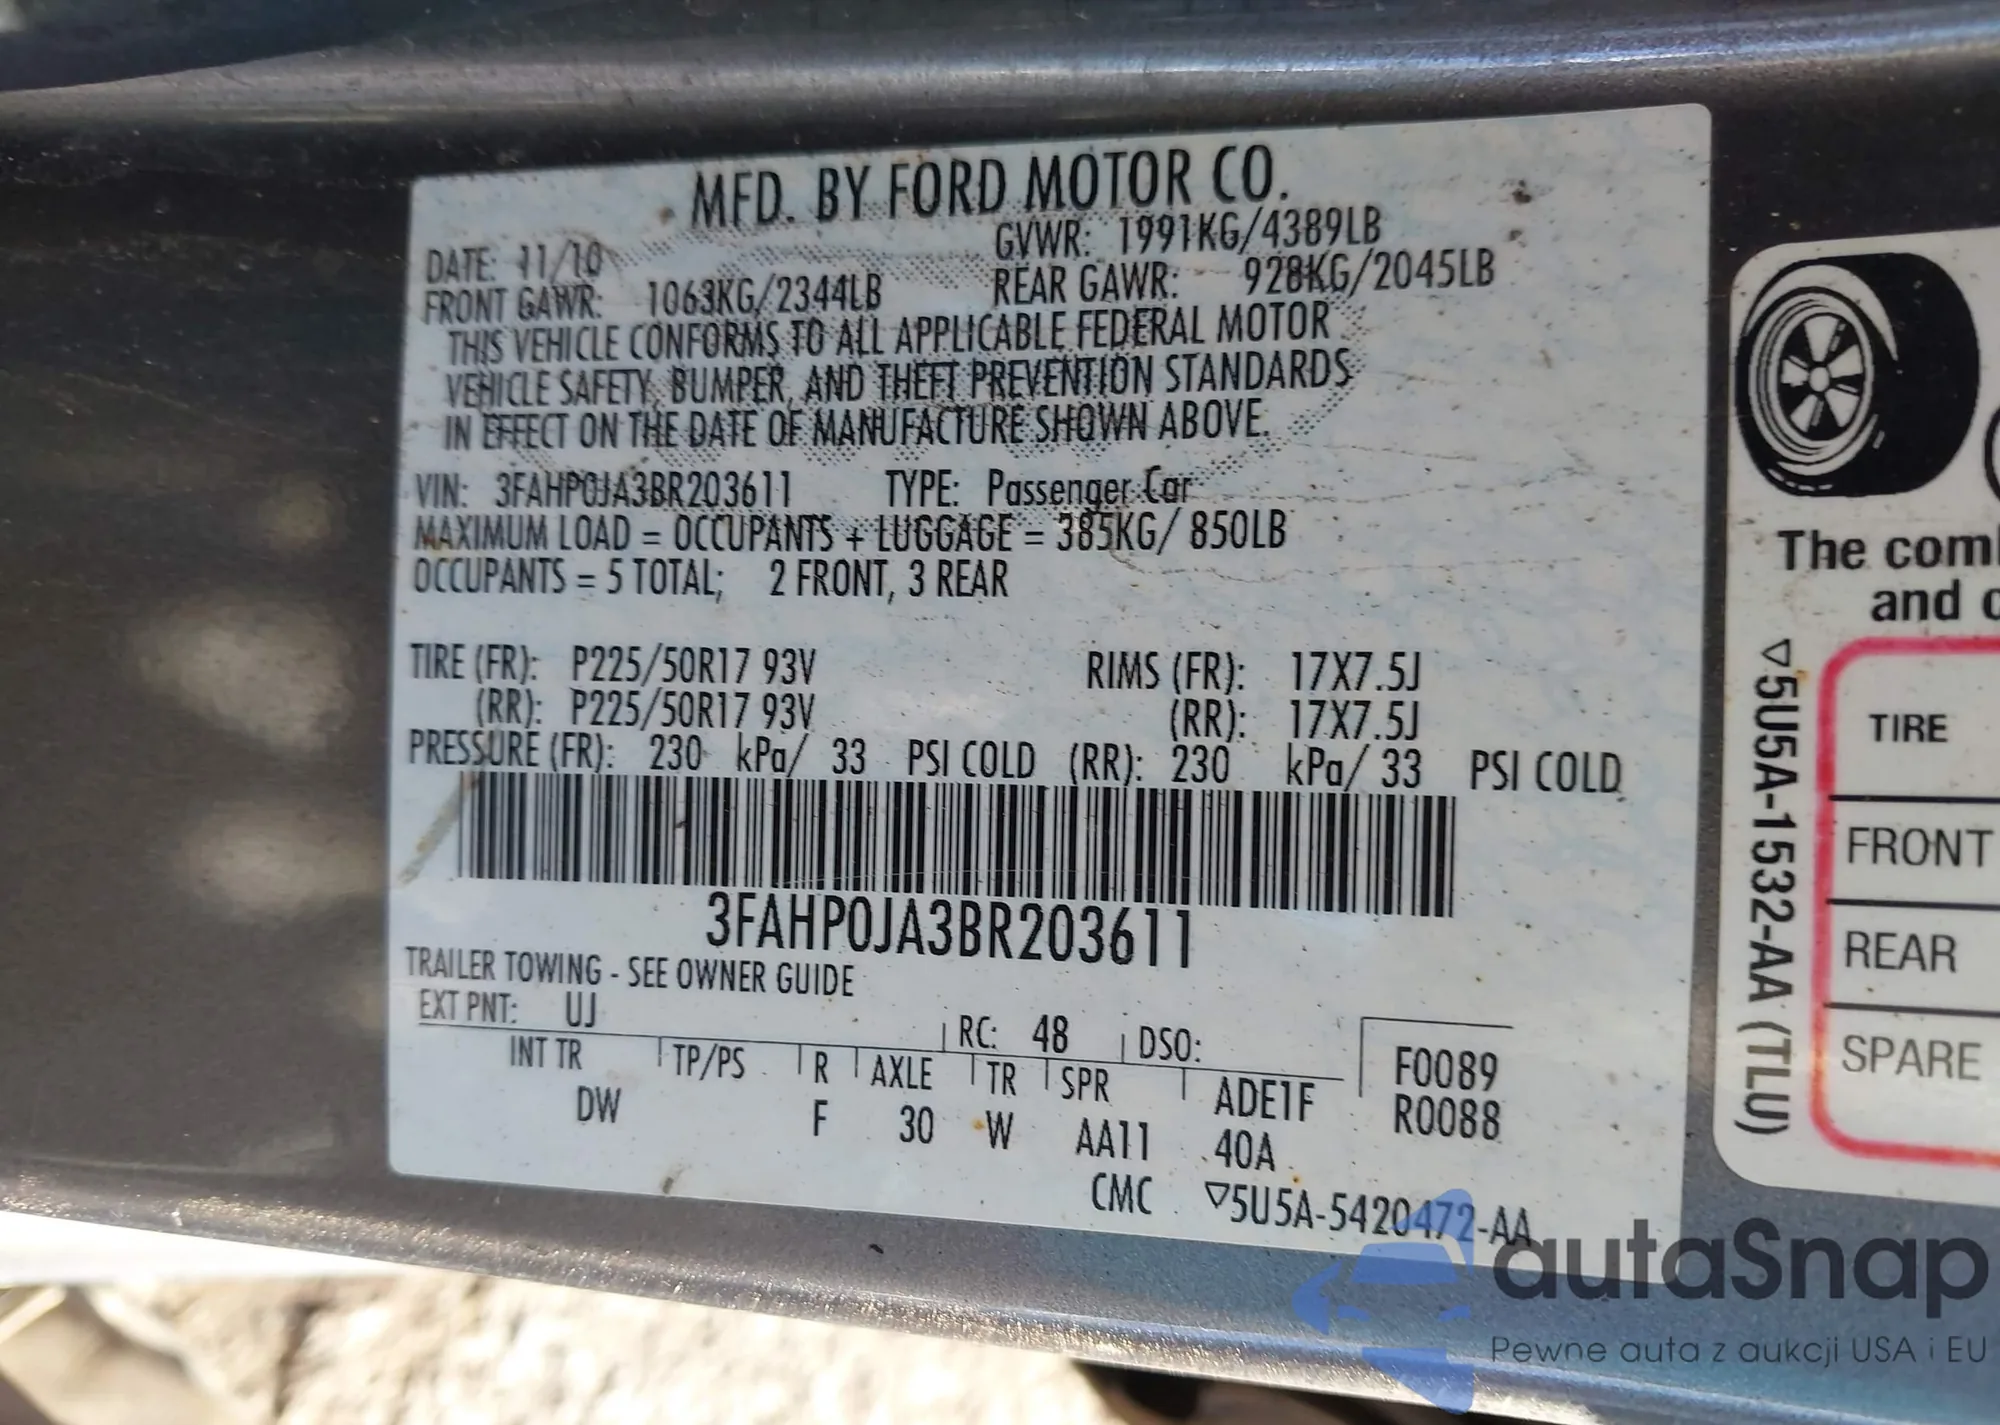 MFD. BY FORD MOTOR CO.
DATE: 11/10 GVWR: 1991KG/4389LB
FRONT GAWR: 1063KG/2344LB REAR GAWR: 928KG/2045LB
THIS VEHICLE CONFORMS TO ALL APPLICABLE FEDERAL MOTOR
VEHICLE SAFETY, BUMPER, AND THEFT PREVENTION STANDARDS
IN EFFECT ON THE DATE OF MANUFACTURE SHOWN ABOVE.
VIN: 3FAHP0JA3BR203611 TYPE: Passenger Car
MAXIMUM LOAD = OCCUPANTS + LUGGAGE = 385KG/ 850LB
OCCUPANTS = 5 TOTAL; 2 FRONT, 3 REAR
TIRE (FR): P225/50R17 93V RIMS (FR): 17X7.5J
(RR): P225/50R17 93V (RR): 17X7.5J
PRESSURE (FR): 230 kPa/ 33 PSI COLD (RR): 230 kPa/ 33 PSI COLD
3FAHP0JA3BR203611
TRAILER TOWING - SEE OWNER GUIDE
EXT PNT: UJ RC: 48 DSO: F0089
INT TR TP/PS R AXLE TR SPR ADE1F R0088
DW F 30 W AA11 40A
CMC ▽5U5A-5420472-AA
The com
and c
▽5U5A-1532-AA (TLU)
TIRE
FRONT
REAR
SPARE
autaSnap
Pewne auta z aukcji USA i EU